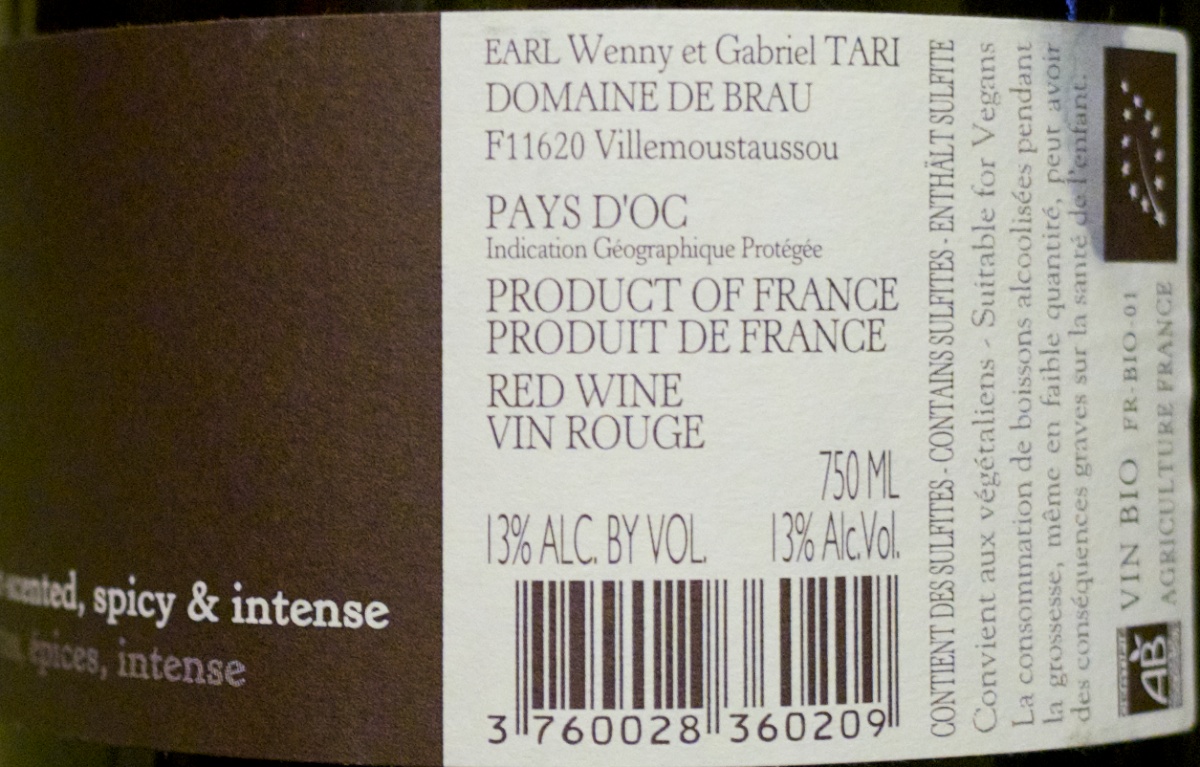 scented, spicy & intense
épices, intense
EARL Wenny et Gabriel TARI
DOMAINE DE BRAU
F11620 Villemoustaussou
PAYS D'OC
Indication Géographique Protégée
PRODUCT OF FRANCE
PRODUIT DE FRANCE
RED WINE
VIN ROUGE
750 ML
13% ALC. BY VOL. 13% Alc.Vol.
3 760028 360209
CONTIENT DES SULFITES - CONTAINS SULFITES - ENTHÄLT SULFITE
Convient aux végétaliens - Suitable for Vegans
La consommation de boissons alcoolisées pendant
la grossesse, même en faible quantiré, peut avoir
des conséquences graves sur la santé de l'enfant.
VIN BIO FR-BIO-01
AGRICULTURE FRANCE
AB